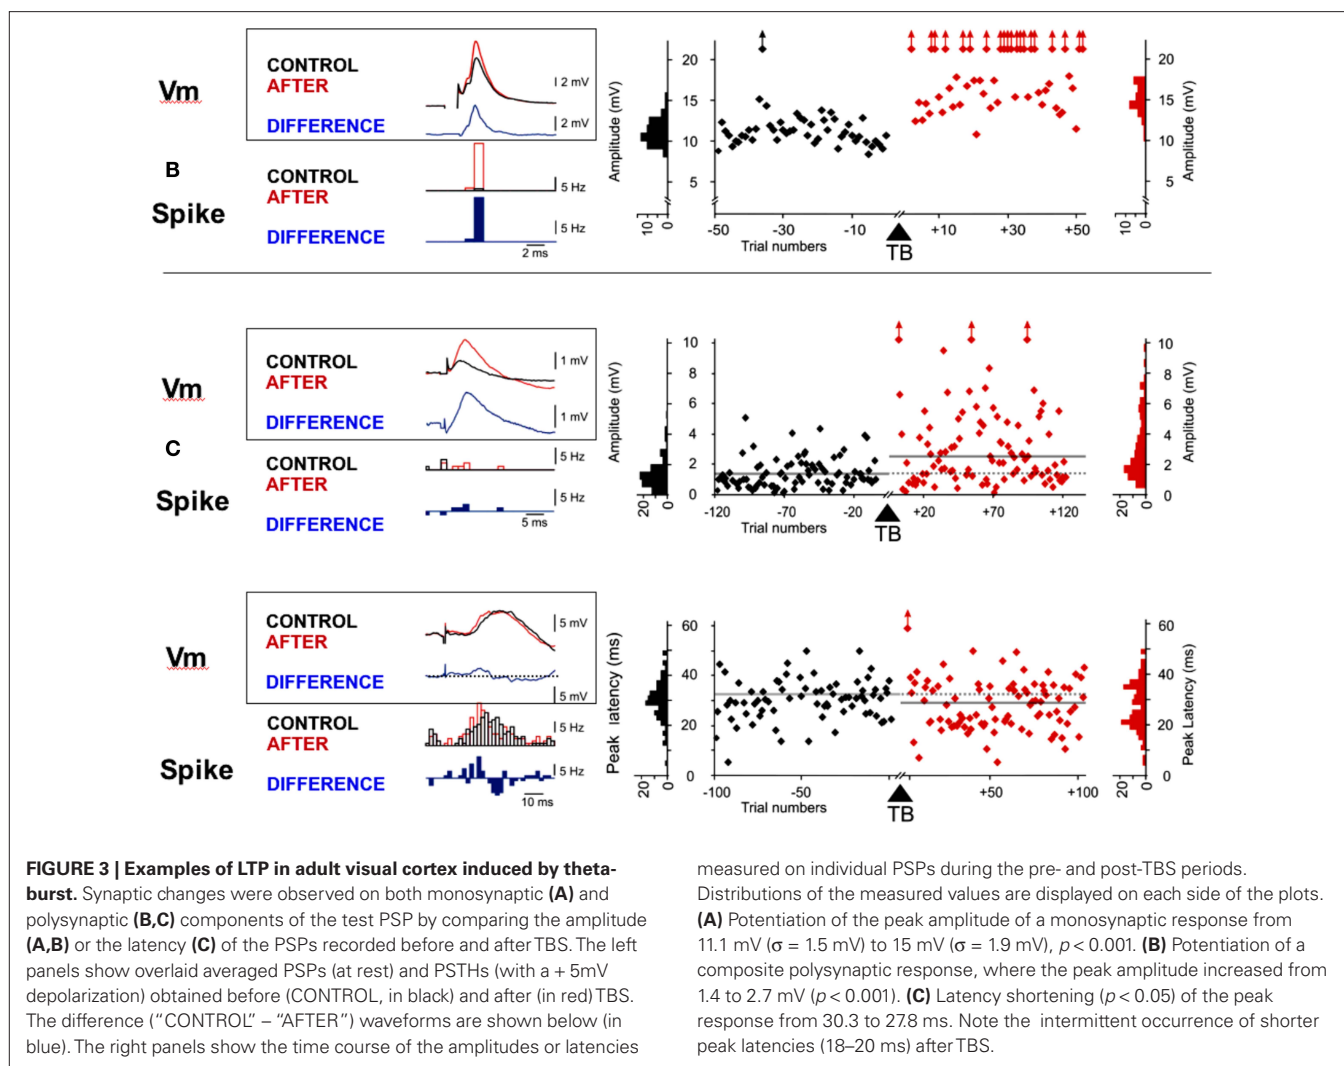 Vm
CONTROL
AFTER
DIFFERENCE
2 mV
2 mV
B
Spike
CONTROL
AFTER
DIFFERENCE
5 Hz
5 Hz
2 ms
Amplitude (mV)
20
15
10
5
10
0
-50
-30
-10
+10
+30
+50
Trial numbers
TB
20
15
10
5
Amplitude (mV)
10
0
Vm
CONTROL
AFTER
DIFFERENCE
1 mV
1 mV
C
Spike
CONTROL
AFTER
DIFFERENCE
5 Hz
5 Hz
5 ms
Amplitude (mV)
10
8
6
4
2
0
20
0
-120
-70
-20
+20
+70
+120
Trial numbers
TB
10
8
6
4
2
0
Amplitude (mV)
20
0
Vm
CONTROL
AFTER
DIFFERENCE
5 mV
5 mV
Spike
CONTROL
AFTER
DIFFERENCE
5 Hz
5 Hz
10 ms
Peak latency (ms)
60
40
20
0
20
0
-100
-50
+50
+100
Trial numbers
TB
60
40
20
0
Peak Latency (ms)
20
0
FIGURE 3 | Examples of LTP in adult visual cortex induced by theta-
burst. Synaptic changes were observed on both monosynaptic (A) and
polysynaptic (B,C) components of the test PSP by comparing the amplitude
(A,B) or the latency (C) of the PSPs recorded before and after TBS. The left
panels show overlaid averaged PSPs (at rest) and PSTHs (with a + 5mV
depolarization) obtained before (CONTROL, in black) and after (in red) TBS.
The difference ("CONTROL" – "AFTER") waveforms are shown below (in
blue). The right panels show the time course of the amplitudes or latencies
measured on individual PSPs during the pre- and post-TBS periods.
Distributions of the measured values are displayed on each side of the plots.
(A) Potentiation of the peak amplitude of a monosynaptic response from
11.1 mV (σ = 1.5 mV) to 15 mV (σ = 1.9 mV), p < 0.001. (B) Potentiation of a
composite polysynaptic response, where the peak amplitude increased from
1.4 to 2.7 mV (p < 0.001). (C) Latency shortening (p < 0.05) of the peak
response from 30.3 to 27.8 ms. Note the intermittent occurrence of shorter
peak latencies (18–20 ms) after TBS.